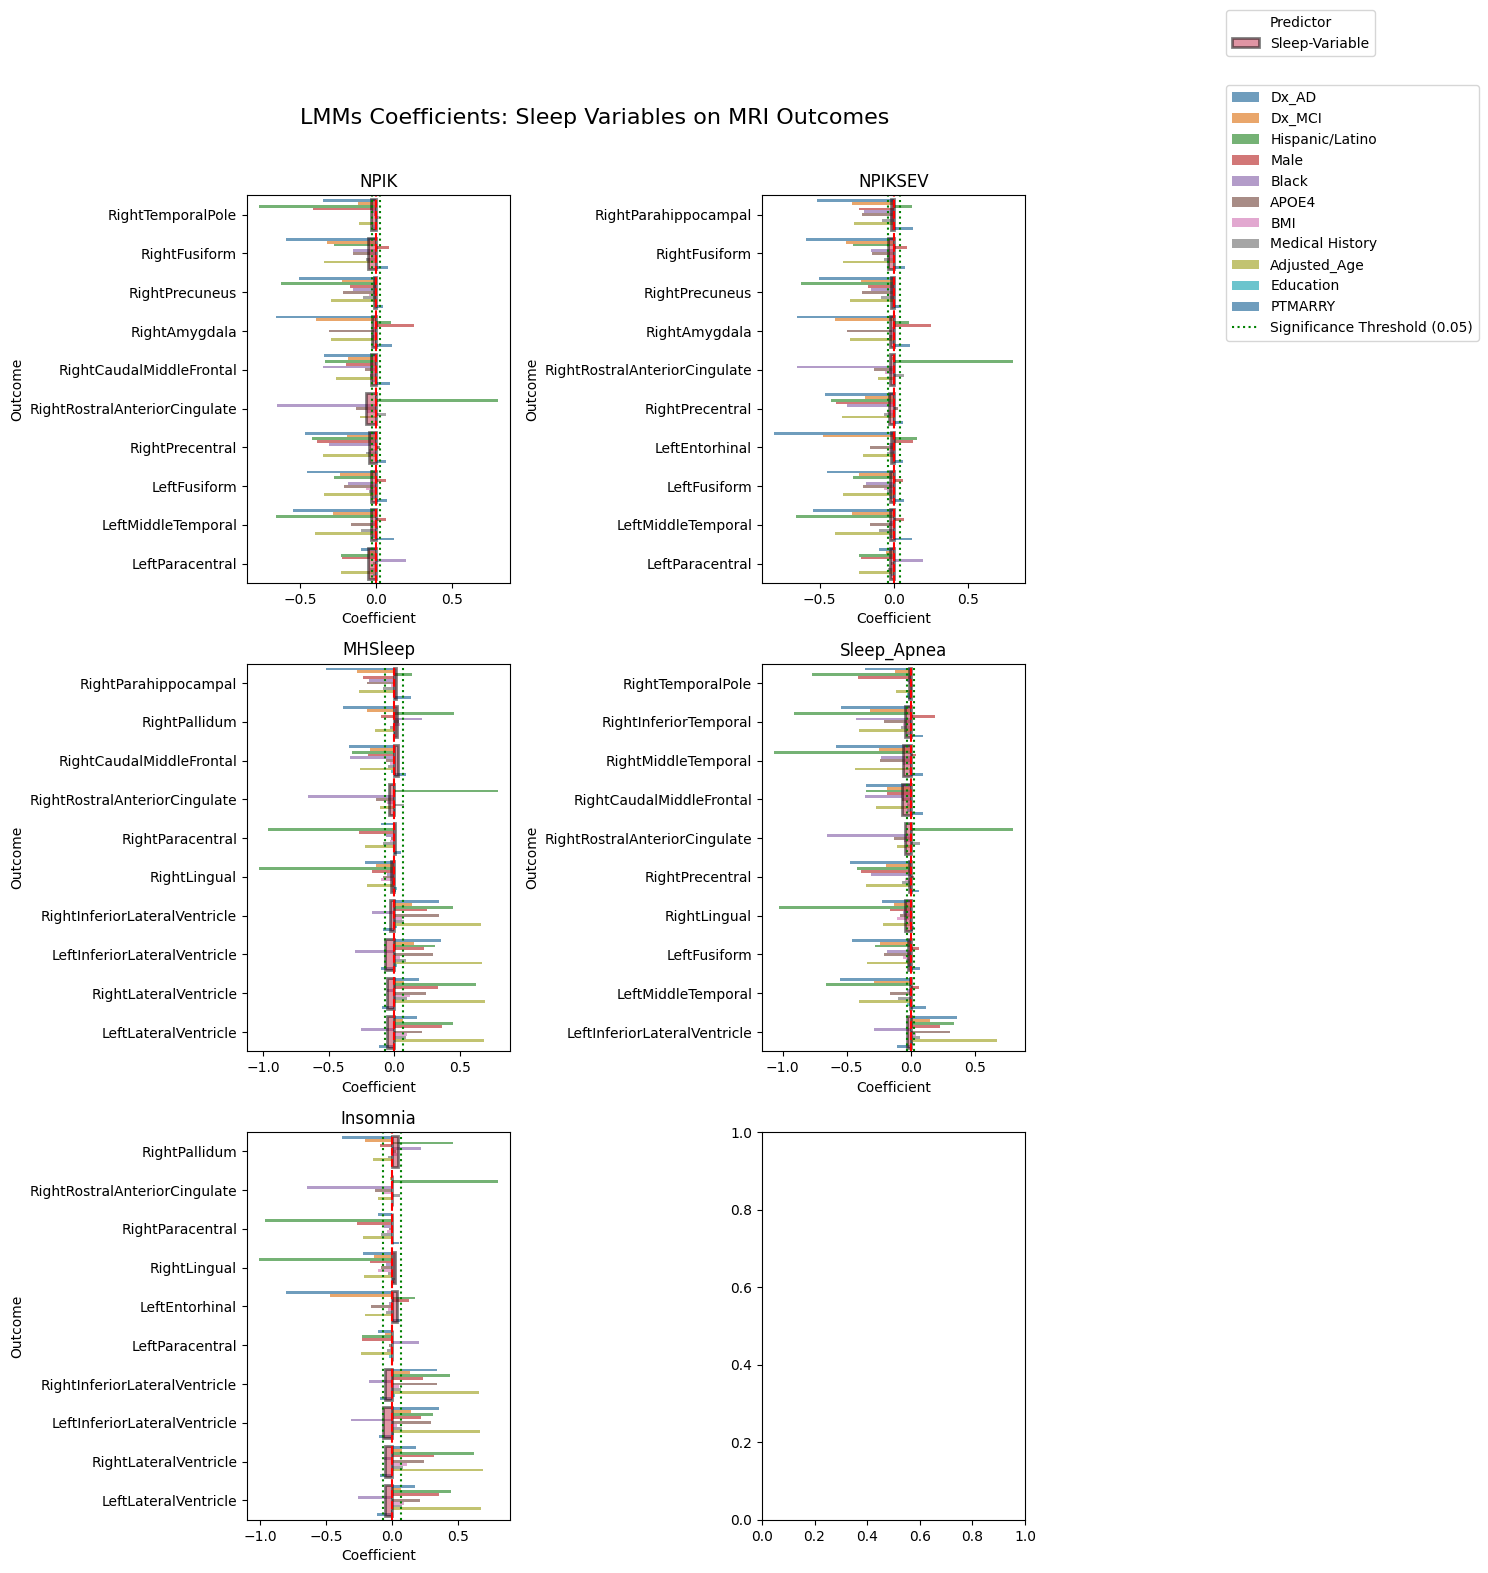 Predictor
Sleep-Variable
Dx_AD
Dx_MCI
Hispanic/Latino
Male
Black
APOE4
BMI
Medical History
Adjusted_Age
Education
PTMARRY
Significance Threshold (0.05)
LMMs Coefficients: Sleep Variables on MRI Outcomes
NPIK
Outcome
RightTemporalPole
RightFusiform
RightPrecuneus
RightAmygdala
RightCaudalMiddleFrontal
RightRostralAnteriorCingulate
RightPrecentral
LeftFusiform
LeftMiddleTemporal
LeftParacentral
−0.5 0.0 0.5
Coefficient
NPIKSEV
Outcome
RightParahippocampal
RightFusiform
RightPrecuneus
RightAmygdala
RightRostralAnteriorCingulate
RightPrecentral
LeftEntorhinal
LeftFusiform
LeftMiddleTemporal
LeftParacentral
−0.5 0.0 0.5
Coefficient
MHSleep
Outcome
RightParahippocampal
RightPallidum
RightCaudalMiddleFrontal
RightRostralAnteriorCingulate
RightParacentral
RightLingual
RightInferiorLateralVentricle
LeftInferiorLateralVentricle
RightLateralVentricle
LeftLateralVentricle
−1.0 −0.5 0.0 0.5
Coefficient
Sleep_Apnea
Outcome
RightTemporalPole
RightInferiorTemporal
RightMiddleTemporal
RightCaudalMiddleFrontal
RightRostralAnteriorCingulate
RightPrecentral
RightLingual
LeftFusiform
LeftMiddleTemporal
LeftInferiorLateralVentricle
−1.0 −0.5 0.0 0.5
Coefficient
Insomnia
Outcome
RightPallidum
RightRostralAnteriorCingulate
RightParacentral
RightLingual
LeftEntorhinal
LeftParacentral
RightInferiorLateralVentricle
LeftInferiorLateralVentricle
RightLateralVentricle
LeftLateralVentricle
−1.0 −0.5 0.0 0.5
Coefficient
1.0
0.8
0.6
0.4
0.2
0.0
0.0 0.2 0.4 0.6 0.8 1.0